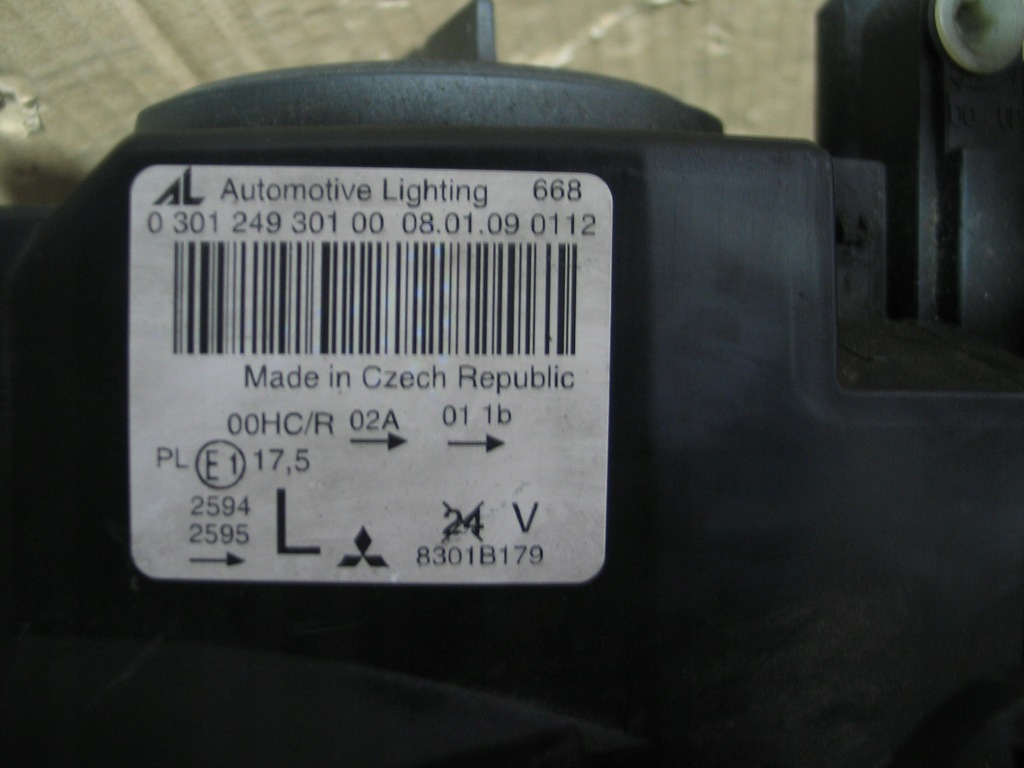 AL Automotive Lighting 668
0 301 249 301 00 08.01.09 0112
Made in Czech Republic
00HC/R 02A 01 1b
PL E1 17,5
2594
2595
L
24 V
8301B179